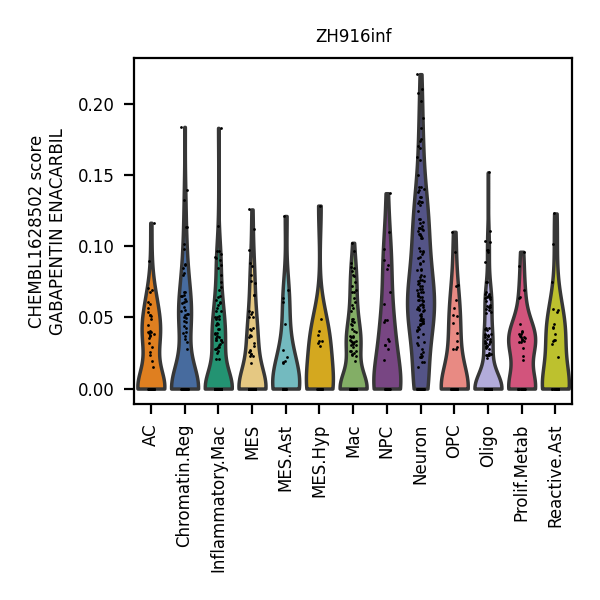 ZH916inf
CHEMBL1628502 score
GABAPENTIN ENACARBIL
0.20
0.15
0.10
0.05
0.00
AC
Chromatin.Reg
Inflammatory.Mac
MES
MES.Ast
MES.Hyp
Mac
NPC
Neuron
OPC
Oligo
Prolif.Metab
Reactive.Ast